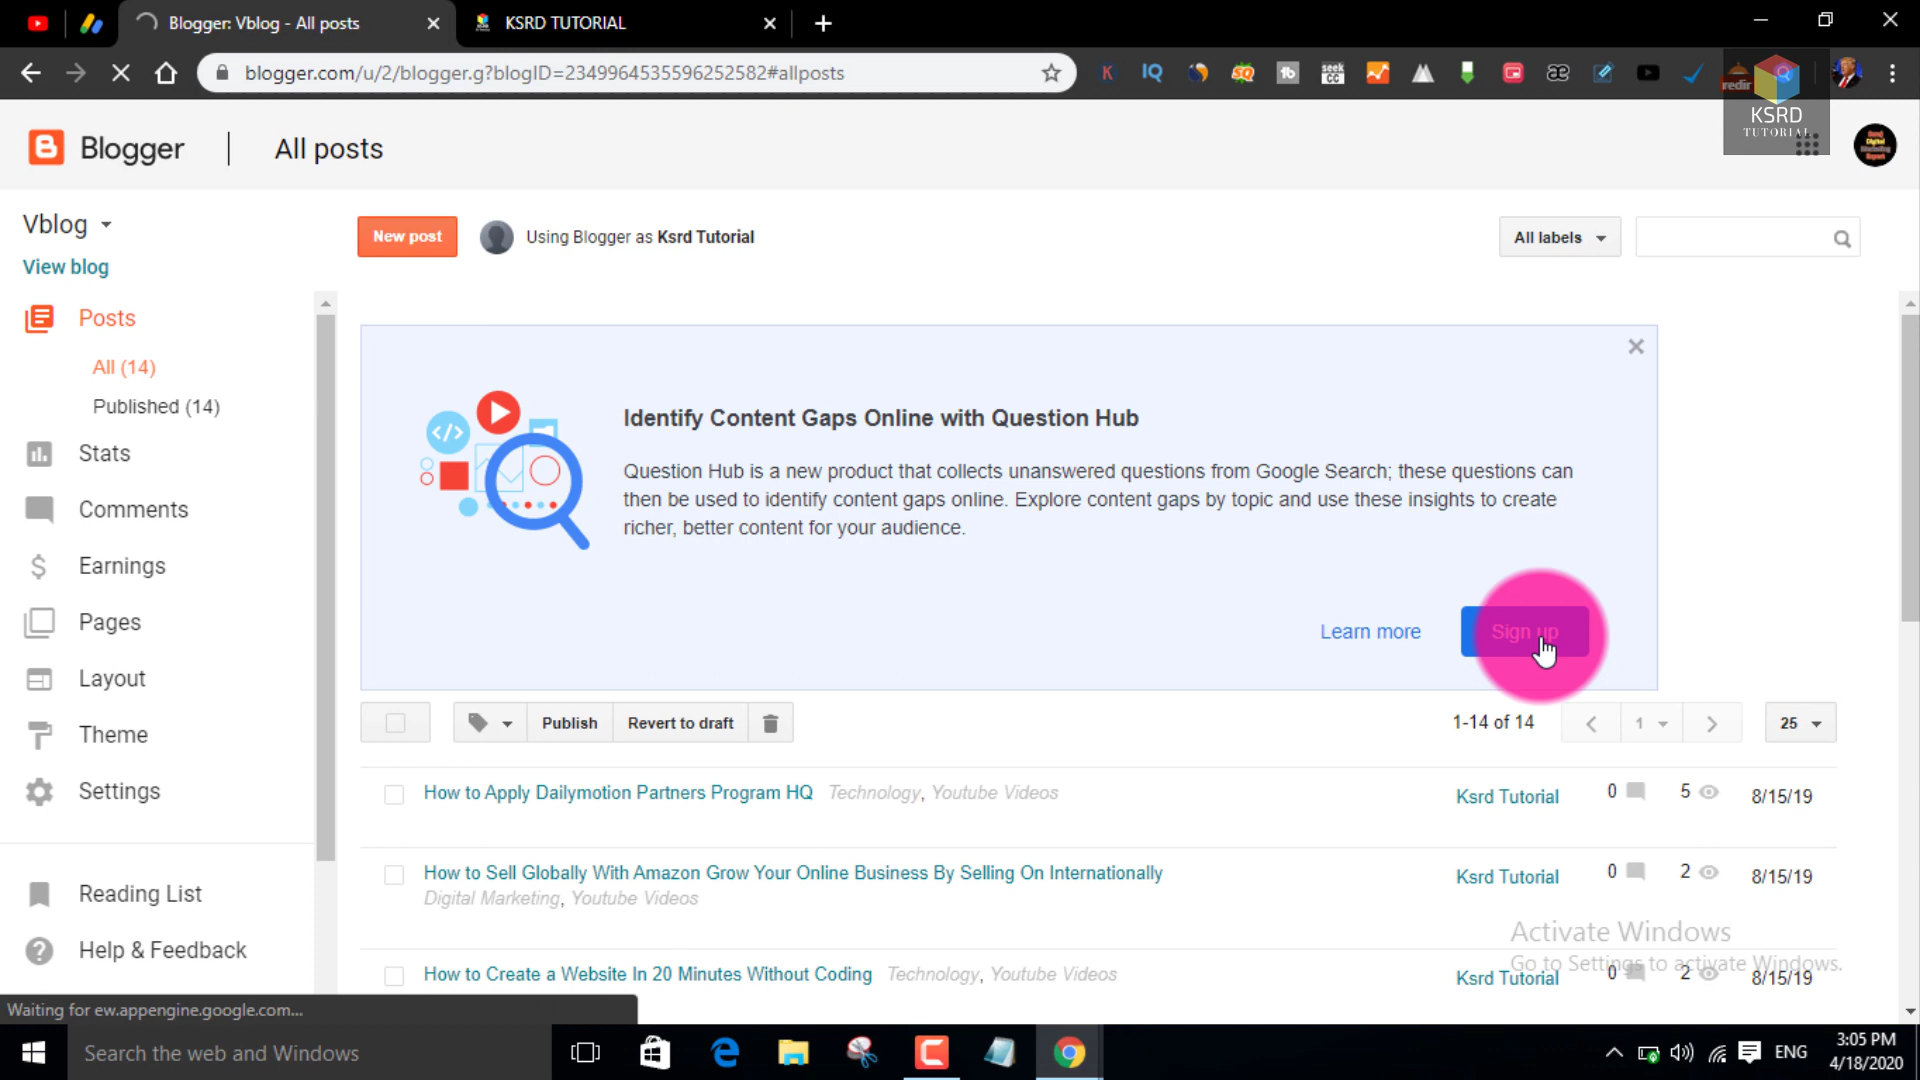 Blogger: Vblog - All posts
KSRD TUTORIAL
blogger.com/u/2/blogger.g?blogID=2349964535596252582#allposts
K
IQ
SQ
tb
seek
CC
æ
redir
KSRD
TUTORIAL
Blogger
All posts
Vblog
View blog
New post
Using Blogger as Ksrd Tutorial
All labels
Posts
All (14)
Published (14)
Stats
Comments
Earnings
Pages
Layout
Theme
Settings
Reading List
Help & Feedback
Identify Content Gaps Online with Question Hub
Question Hub is a new product that collects unanswered questions from Google Search; these questions can
then be used to identify content gaps online. Explore content gaps by topic and use these insights to create
richer, better content for your audience.
Learn more
Sign up
Publish
Revert to draft
1-14 of 14
1
25
How to Apply Dailymotion Partners Program HQ Technology, Youtube Videos
Ksrd Tutorial
0
5
8/15/19
How to Sell Globally With Amazon Grow Your Online Business By Selling On Internationally
Digital Marketing, Youtube Videos
Ksrd Tutorial
0
2
8/15/19
How to Create a Website In 20 Minutes Without Coding Technology, Youtube Videos
Ksrd Tutorial
0
2
8/15/19
Activate Windows
Go to Settings to activate Windows.
Waiting for ew.appengine.google.com...
Search the web and Windows
ENG
3:05 PM
4/18/2020